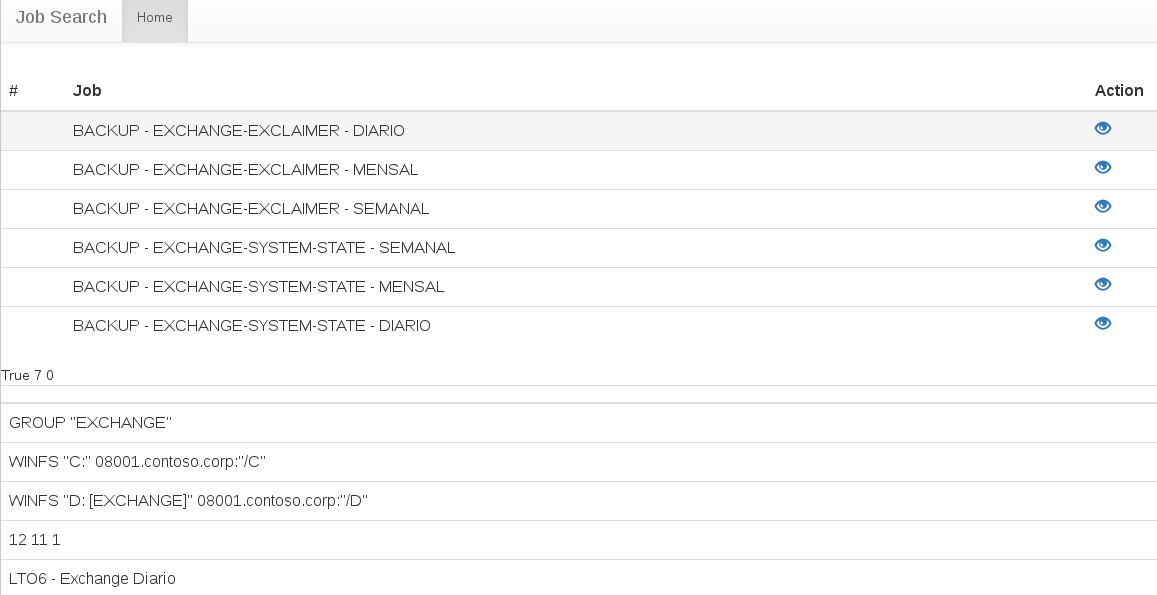 Job Search Home
# Job Action
BACKUP - EXCHANGE-EXCLAIMER - DIARIO
BACKUP - EXCHANGE-EXCLAIMER - MENSAL
BACKUP - EXCHANGE-EXCLAIMER - SEMANAL
BACKUP - EXCHANGE-SYSTEM-STATE - SEMANAL
BACKUP - EXCHANGE-SYSTEM-STATE - MENSAL
BACKUP - EXCHANGE-SYSTEM-STATE - DIARIO
True 7 0
GROUP "EXCHANGE"
WINFS "C:" 08001.contoso.corp:"/C"
WINFS "D: [EXCHANGE]" 08001.contoso.corp:"/D"
12 11 1
LTO6 - Exchange Diario